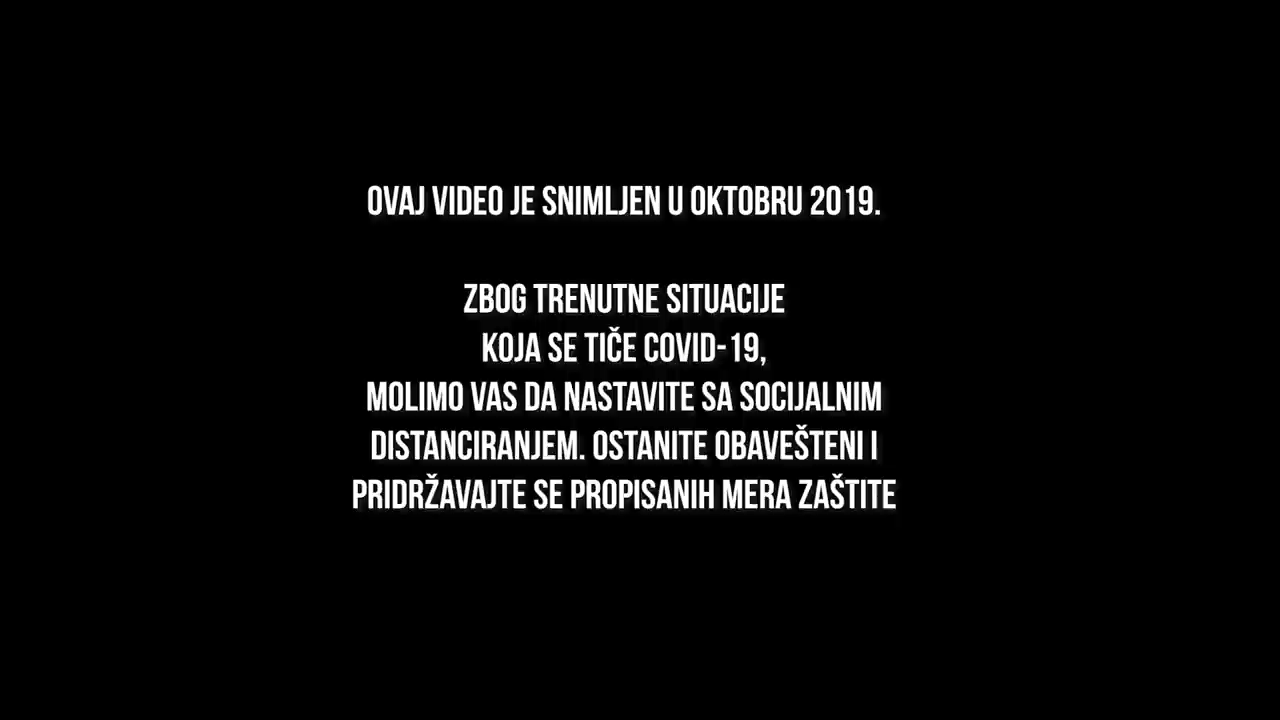 OVAJ VIDEO JE SNIMLJEN U OKTOBRU 2019.
ZBOG TRENUTNE SITUACIJE
KOJA SE TIČE COVID-19,
MOLIMO VAS DA NASTAVITE SA SOCIJALNIM
DISTANCIRANJEM. OSTANITE OBAVEŠTENI I
PRIDRŽAVAJTE SE PROPISANIH MERA ZAŠTITE